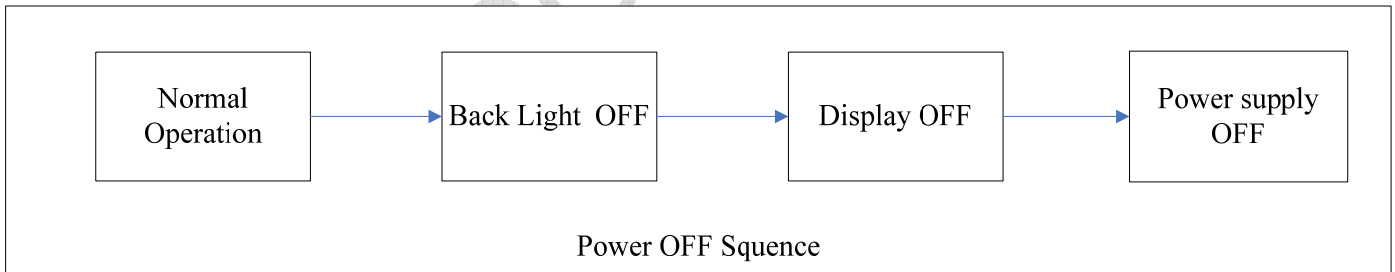 Normal
Operation
Back Light OFF
Display OFF
Power supply
OFF
Power OFF Squence